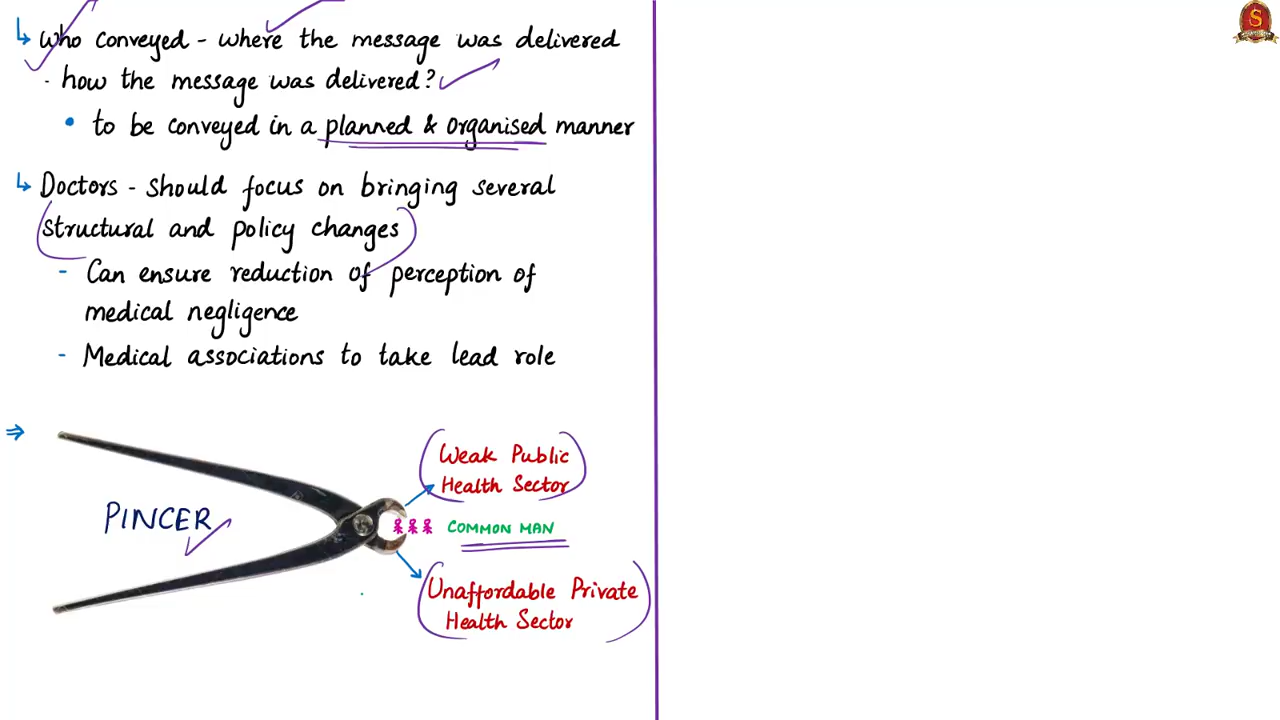 ↳ Who conveyed - where the message was delivered
- how the message was delivered?
• to be conveyed in a planned & organised manner
↳ Doctors - should focus on bringing several
structural and policy changes
- Can ensure reduction of perception of
medical negligence
- Medical associations to take lead role
⇒
Weak Public
Health Sector
PINCER
COMMON MAN
Unaffordable Private
Health Sector
S